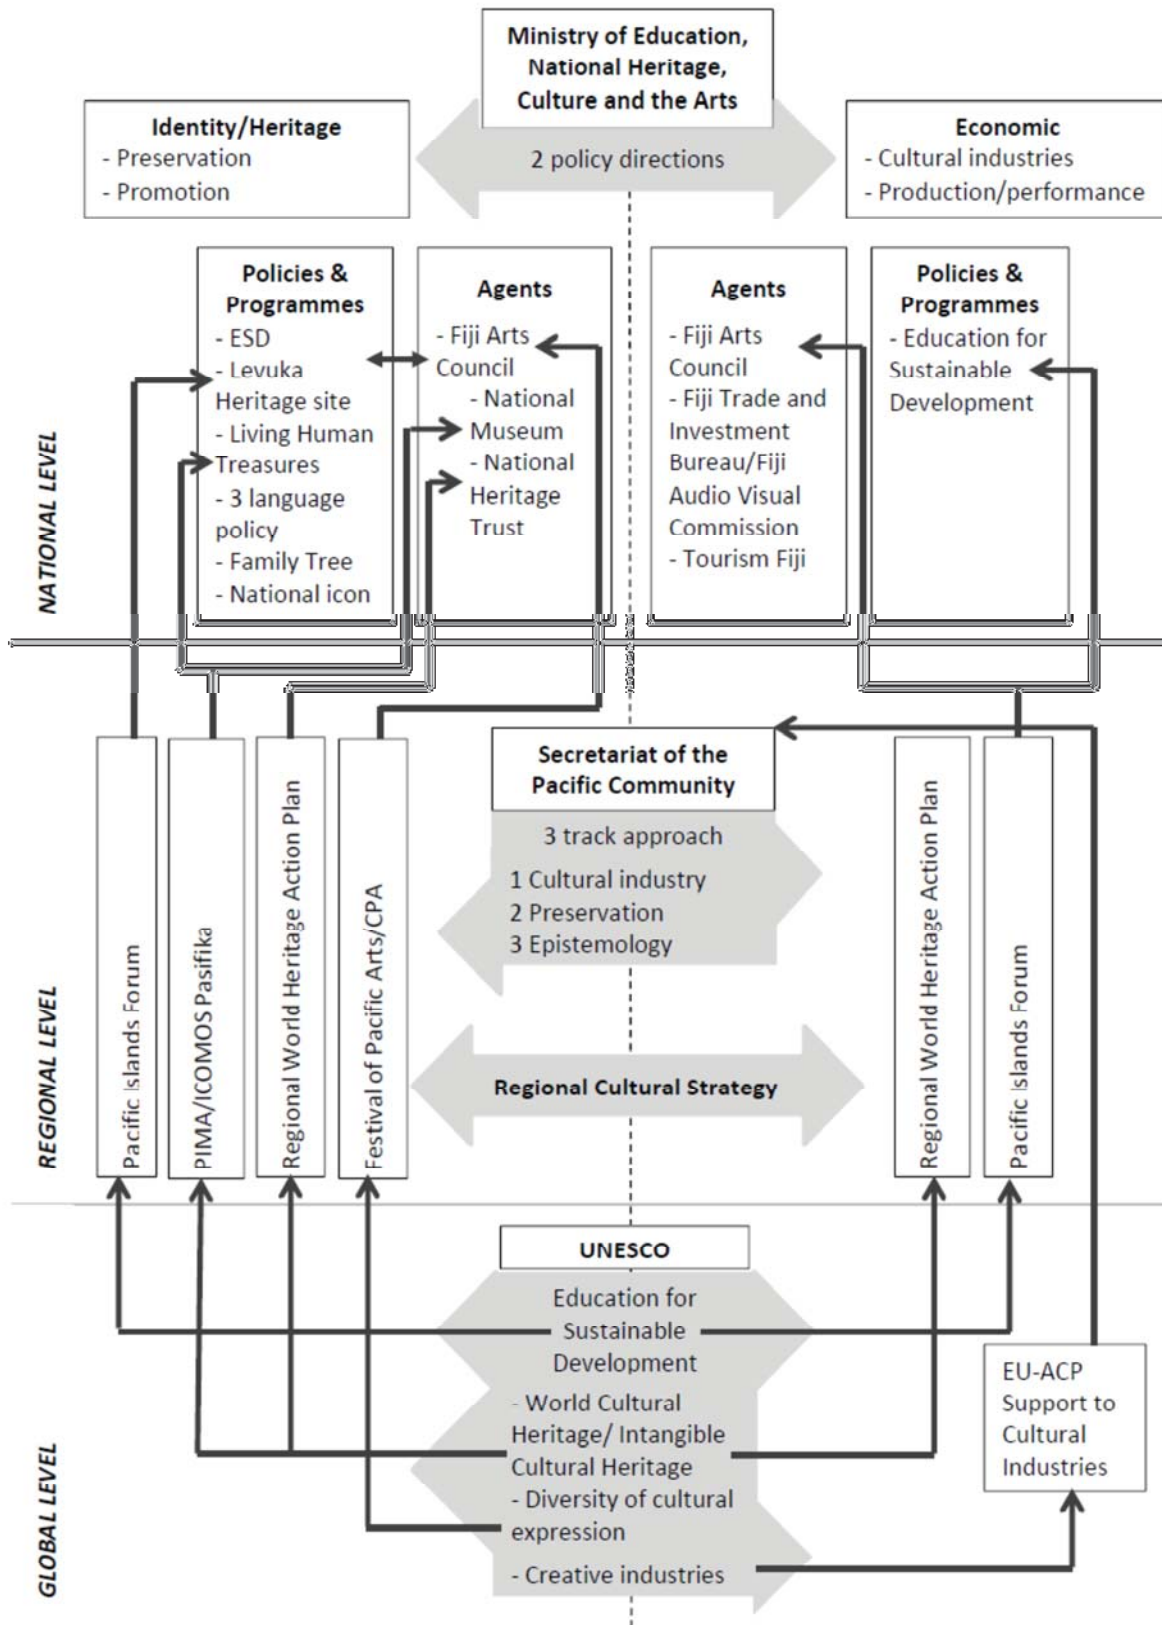 Ministry of Education,
National Heritage,
Culture and the Arts
Identity/Heritage
- Preservation
- Promotion
2 policy directions
Economic
- Cultural industries
- Production/performance
NATIONAL LEVEL
Policies &
Programmes
- ESD
- Levuka
Heritage site
- Living Human
Treasures
- 3 language
policy
- Family Tree
- National icon
Agents
- Fiji Arts
Council
- National
Museum
- National
Heritage
Trust
Agents
- Fiji Arts
Council
- Fiji Trade and
Investment
Bureau/Fiji
Audio Visual
Commission
- Tourism Fiji
Policies &
Programmes
- Education for
Sustainable
Development
REGIONAL LEVEL
Pacific Islands Forum
PIMA/ICOMOS Pasifika
Regional World Heritage Action Plan
Festival of Pacific Arts/CPA
Secretariat of the
Pacific Community
3 track approach
1 Cultural industry
2 Preservation
3 Epistemology
Regional Cultural Strategy
Regional World Heritage Action Plan
Pacific Islands Forum
GLOBAL LEVEL
UNESCO
Education for
Sustainable
Development
- World Cultural
Heritage/ Intangible
Cultural Heritage
- Diversity of cultural
expression
- Creative industries
EU-ACP
Support to
Cultural
Industries